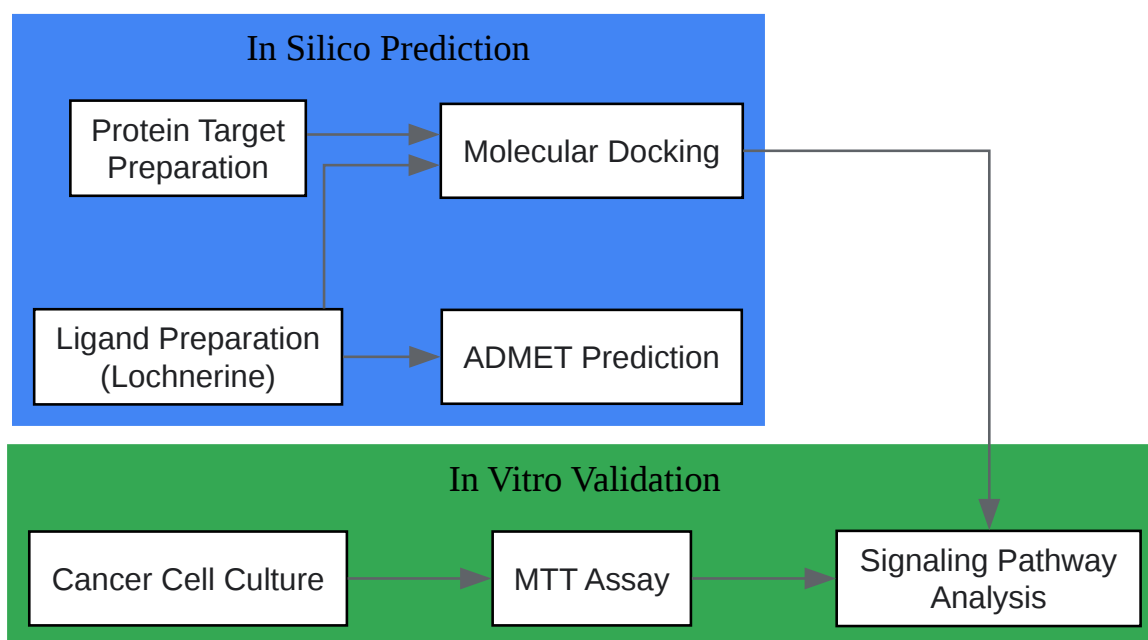 In Silico Prediction
Protein Target
Preparation
Molecular Docking
Ligand Preparation
(Lochnerine)
ADMET Prediction
In Vitro Validation
Cancer Cell Culture
MTT Assay
Signaling Pathway
Analysis